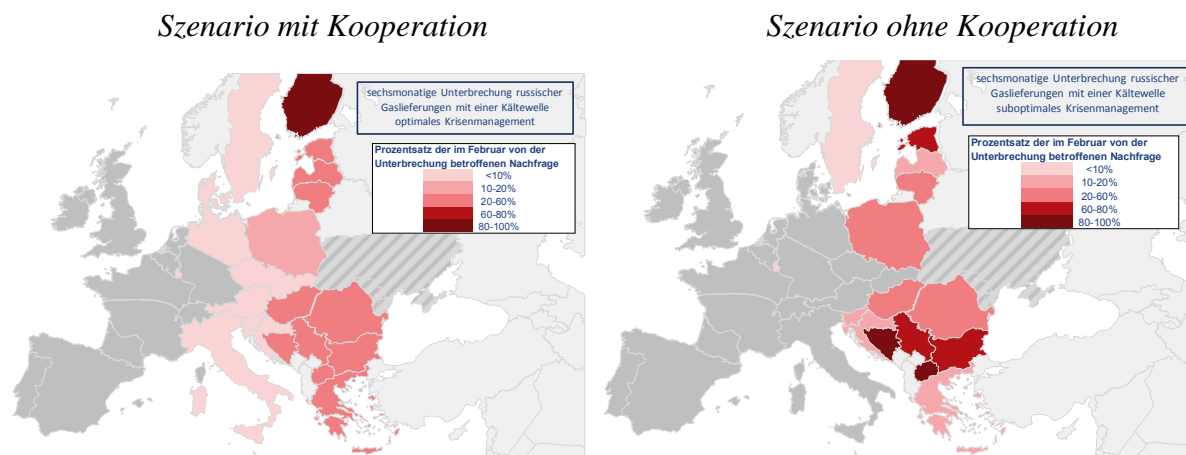 Szenario mit Kooperation
sechsmonatige Unterbrechung russischer
Gaslieferungen mit einer Kältewelle
optimales Krisenmanagement
Prozentsatz der im Februar von der
Unterbrechung betroffenen Nachfrage
<10%
10-20%
20-60%
60-80%
80-100%
Szenario ohne Kooperation
sechsmonatige Unterbrechung russischer
Gaslieferungen mit einer Kältewelle
suboptimales Krisenmanagement
Prozentsatz der im Februar von der
Unterbrechung betroffenen Nachfrage
<10%
10-20%
20-60%
60-80%
80-100%